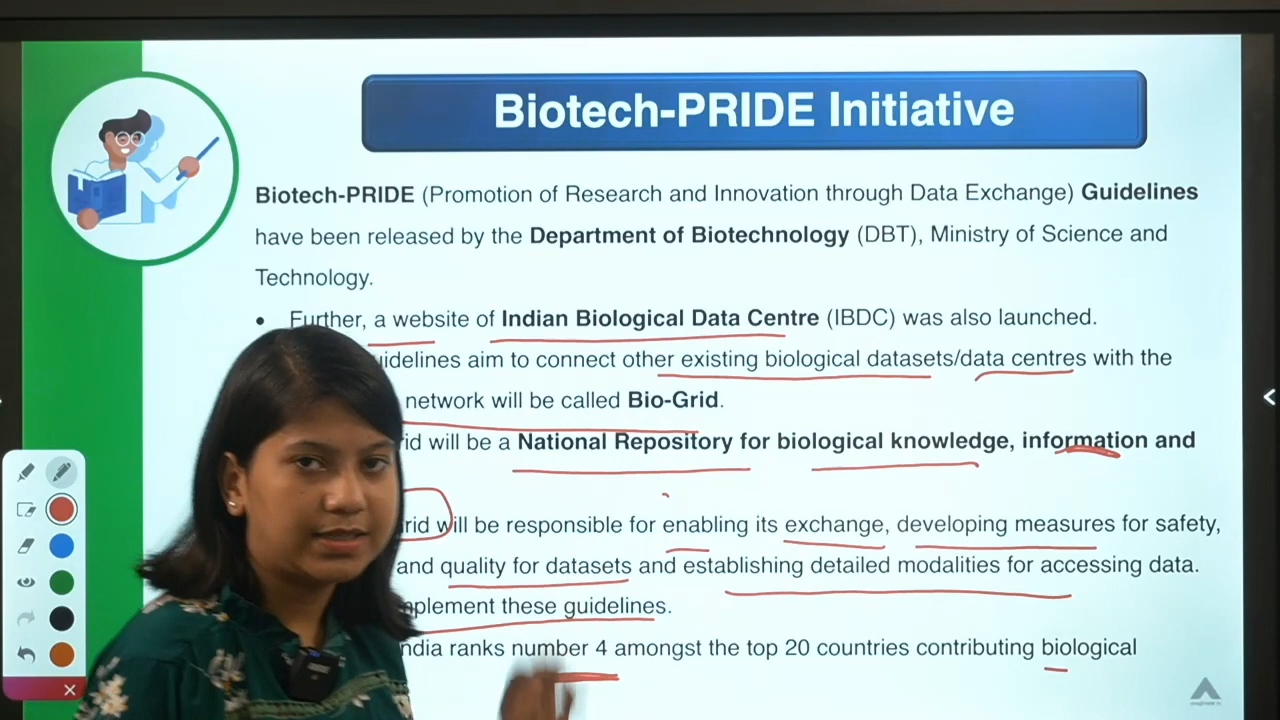 Biotech-PRIDE Initiative
Biotech-PRIDE (Promotion of Research and Innovation through Data Exchange) Guidelines
have been released by the Department of Biotechnology (DBT), Ministry of Science and
Technology.
• Further, a website of Indian Biological Data Centre (IBDC) was also launched.
idelines aim to connect other existing biological datasets/data centres with the
network will be called Bio-Grid.
rid will be a National Repository for biological knowledge, information and
rid will be responsible for enabling its exchange, developing measures for safety,
and quality for datasets and establishing detailed modalities for accessing data.
mplement these guidelines.
ndia ranks number 4 amongst the top 20 countries contributing biological